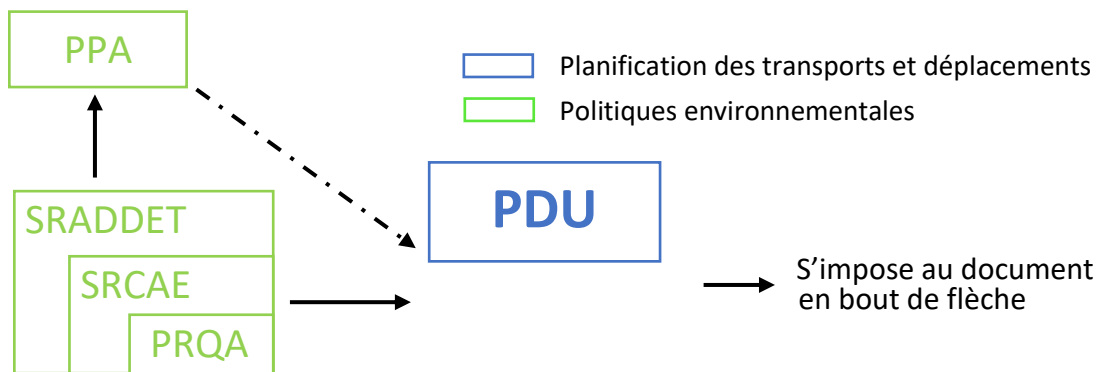 PPA
Planification des transports et déplacements
Politiques environnementales
PDU
SRADDET
SRCAE
PRQA
S’impose au document
en bout de flèche